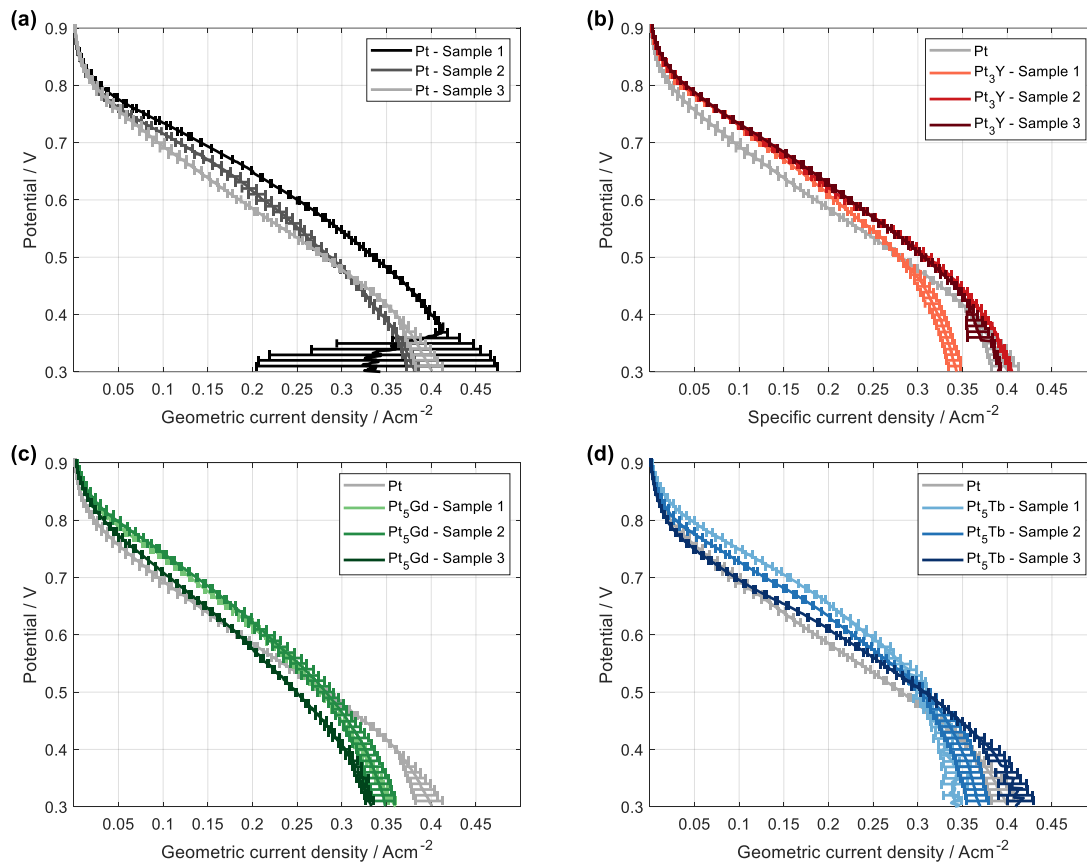 (a)
0.9
0.8
0.7
0.6
0.5
0.4
0.3
Potential / V
0.05 0.1 0.15 0.2 0.25 0.3 0.35 0.4 0.45
Geometric current density / Acm-2
Pt - Sample 1
Pt - Sample 2
Pt - Sample 3
(b)
0.9
0.8
0.7
0.6
0.5
0.4
0.3
Potential / V
0.05 0.1 0.15 0.2 0.25 0.3 0.35 0.4 0.45
Specific current density / Acm-2
Pt
Pt3Y - Sample 1
Pt3Y - Sample 2
Pt3Y - Sample 3
(c)
0.9
0.8
0.7
0.6
0.5
0.4
0.3
Potential / V
0.05 0.1 0.15 0.2 0.25 0.3 0.35 0.4 0.45
Geometric current density / Acm-2
Pt
Pt5Gd - Sample 1
Pt5Gd - Sample 2
Pt5Gd - Sample 3
(d)
0.9
0.8
0.7
0.6
0.5
0.4
0.3
Potential / V
0.05 0.1 0.15 0.2 0.25 0.3 0.35 0.4 0.45
Geometric current density / Acm-2
Pt
Pt5Tb - Sample 1
Pt5Tb - Sample 2
Pt5Tb - Sample 3